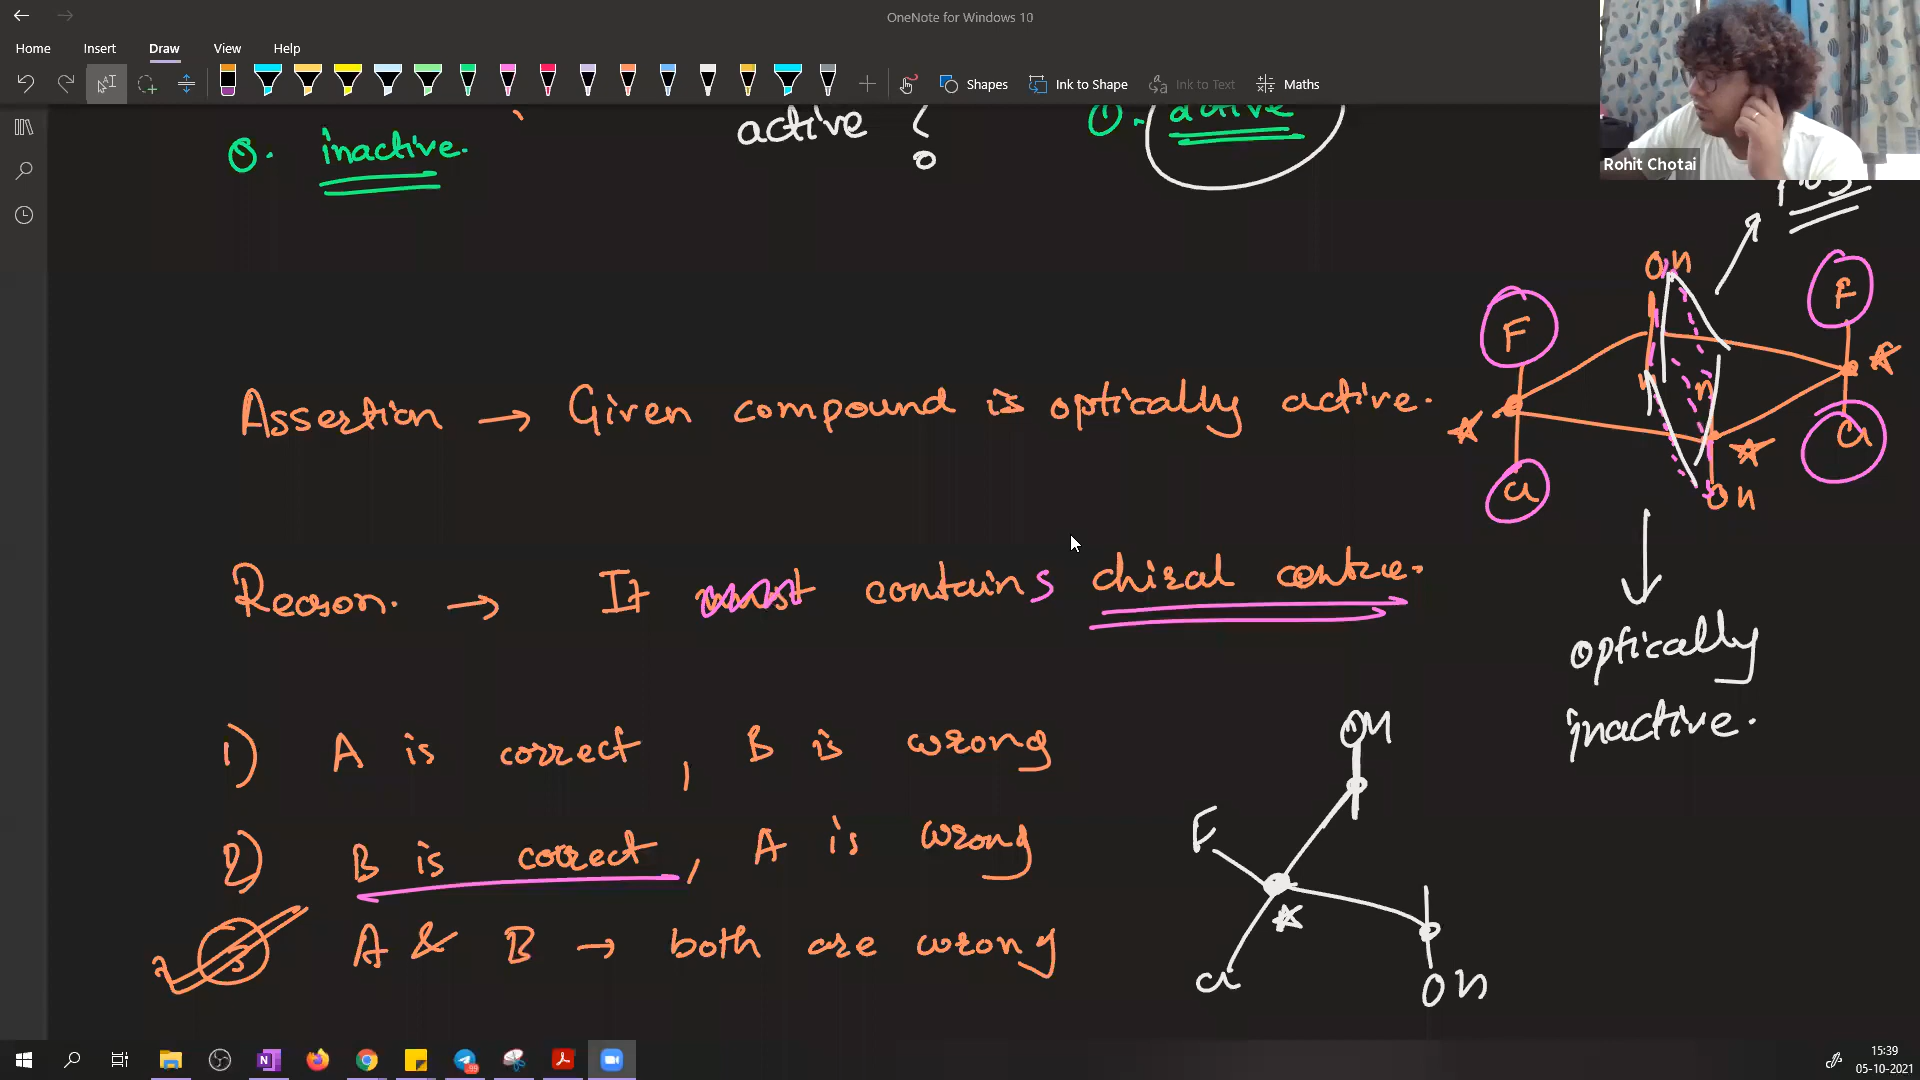 OneNote for Windows 10
Home Insert Draw View Help
Shapes Ink to Shape Ink to Text Maths
Rohit Chotai
O. inactive. active ? O. active
OH
F F
H H
Cl Cl
OH
Assertion → Given compound is optically active.
Reason. → It contains chiral centre.
optically
inactive.
1) A is correct, B is wrong
2) B is correct, A is wrong
3 A & B → both are wrong
OH
F
Cl OH
15:39
05-10-2021